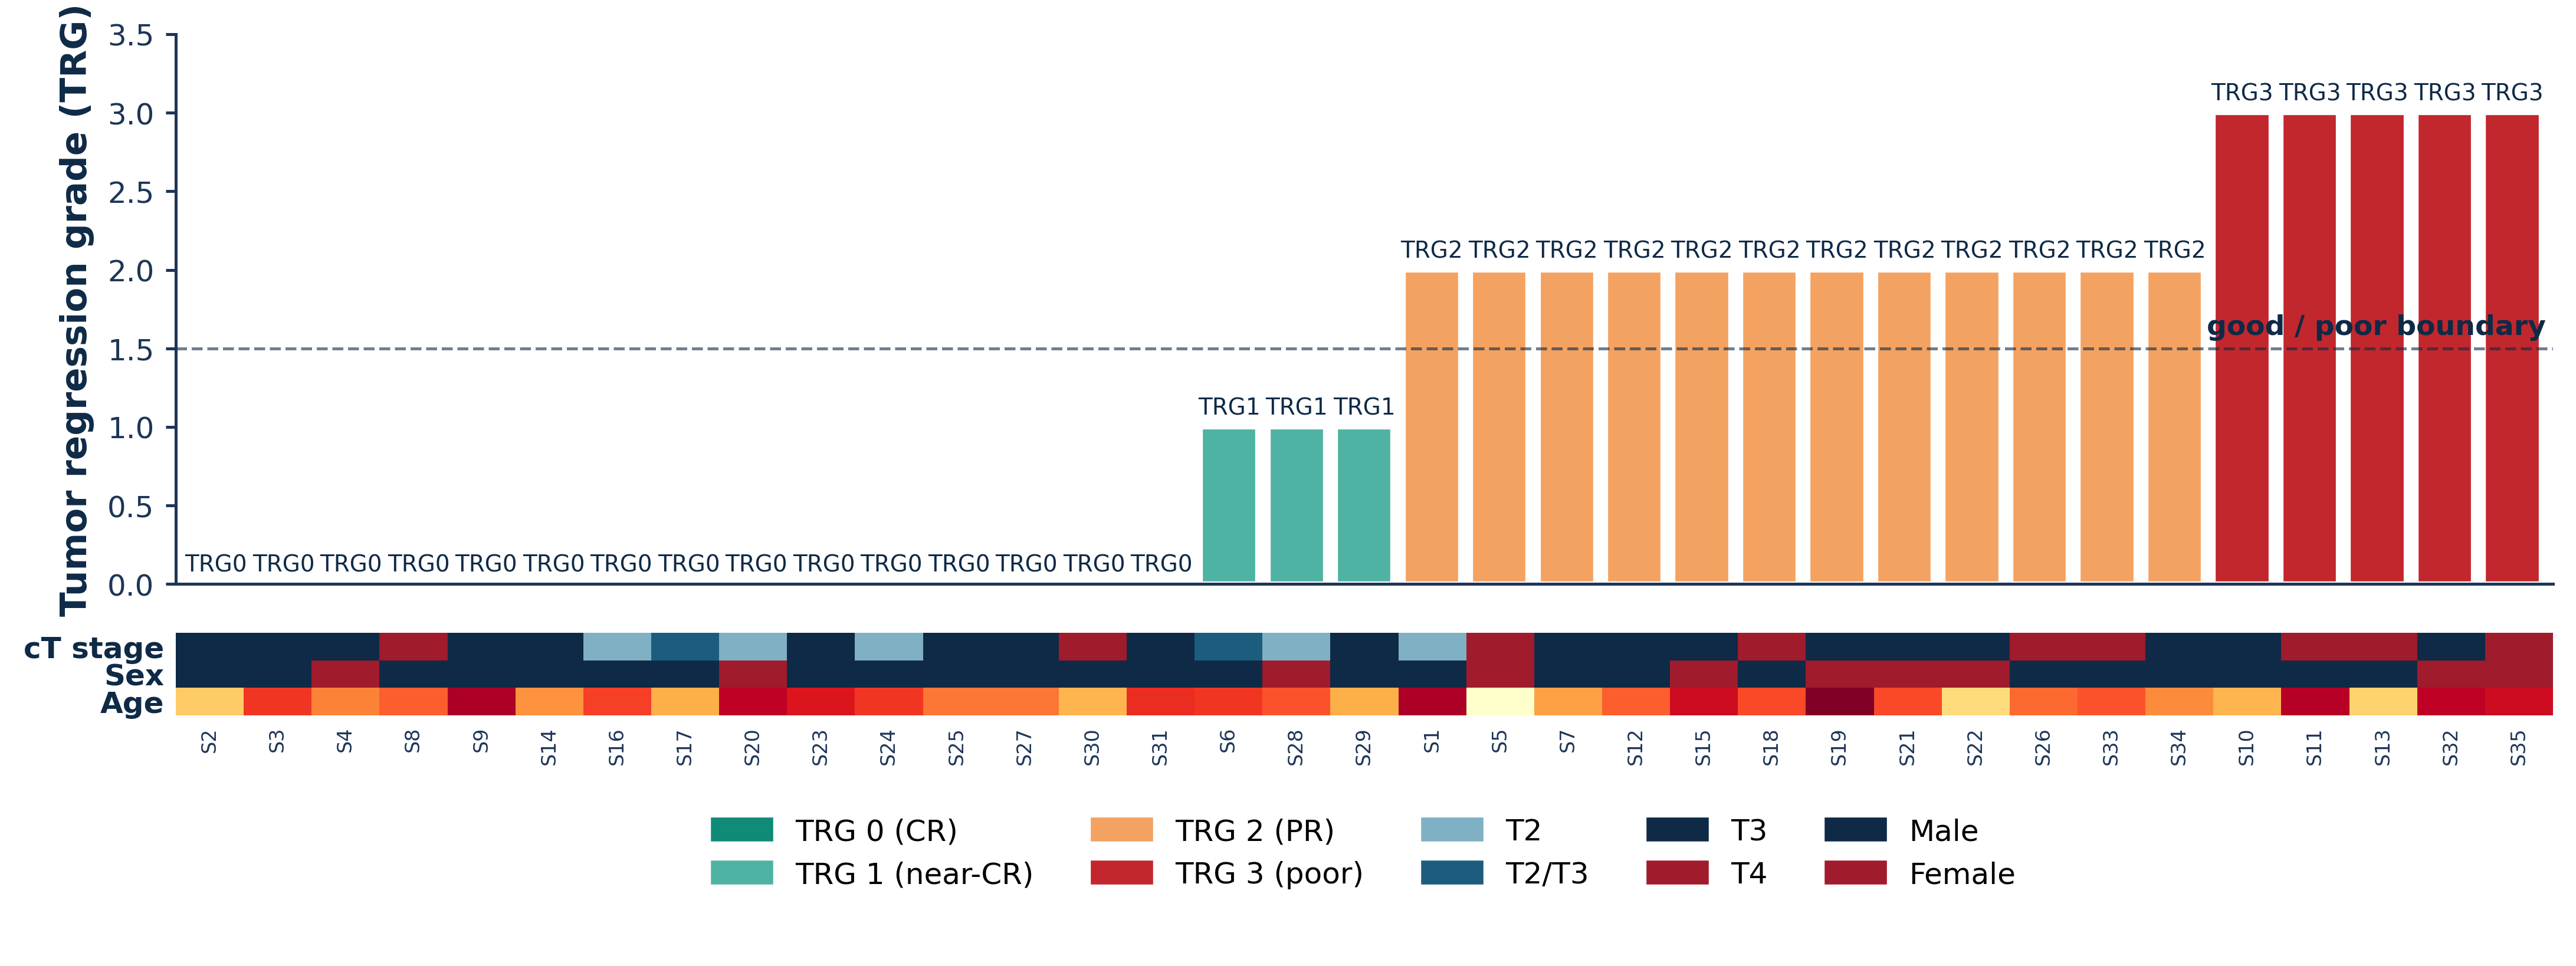 Tumor regression grade (TRG)
3.5
3.0
2.5
2.0
1.5
1.0
0.5
0.0
TRG3 TRG3 TRG3 TRG3 TRG3
TRG2 TRG2 TRG2 TRG2 TRG2 TRG2 TRG2 TRG2 TRG2 TRG2 TRG2 TRG2
good / poor boundary
TRG1 TRG1 TRG1
TRG0 TRG0 TRG0 TRG0 TRG0 TRG0 TRG0 TRG0 TRG0 TRG0 TRG0 TRG0 TRG0 TRG0 TRG0
cT stage
Sex
Age
S2 S3 S4 S8 S9 S14 S16 S17 S20 S23 S24 S25 S27 S30 S31 S6 S28 S29 S1 S5 S7 S12 S15 S18 S19 S21 S22 S26 S33 S34 S10 S11 S13 S32 S35
TRG 0 (CR) TRG 2 (PR) T2 T3 Male
TRG 1 (near-CR) TRG 3 (poor) T2/T3 T4 Female